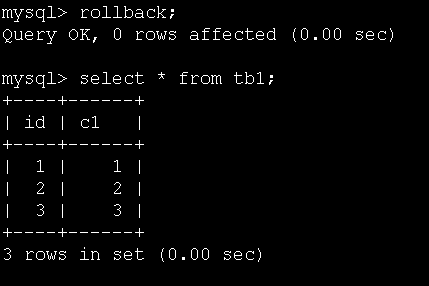 mysql> rollback;
Query OK, 0 rows affected (0.00 sec)
mysql> select * from tb1;
+----+------+
| id | c1   |
+----+------+
|  1 |    1 |
|  2 |    2 |
|  3 |    3 |
+----+------+
3 rows in set (0.00 sec)